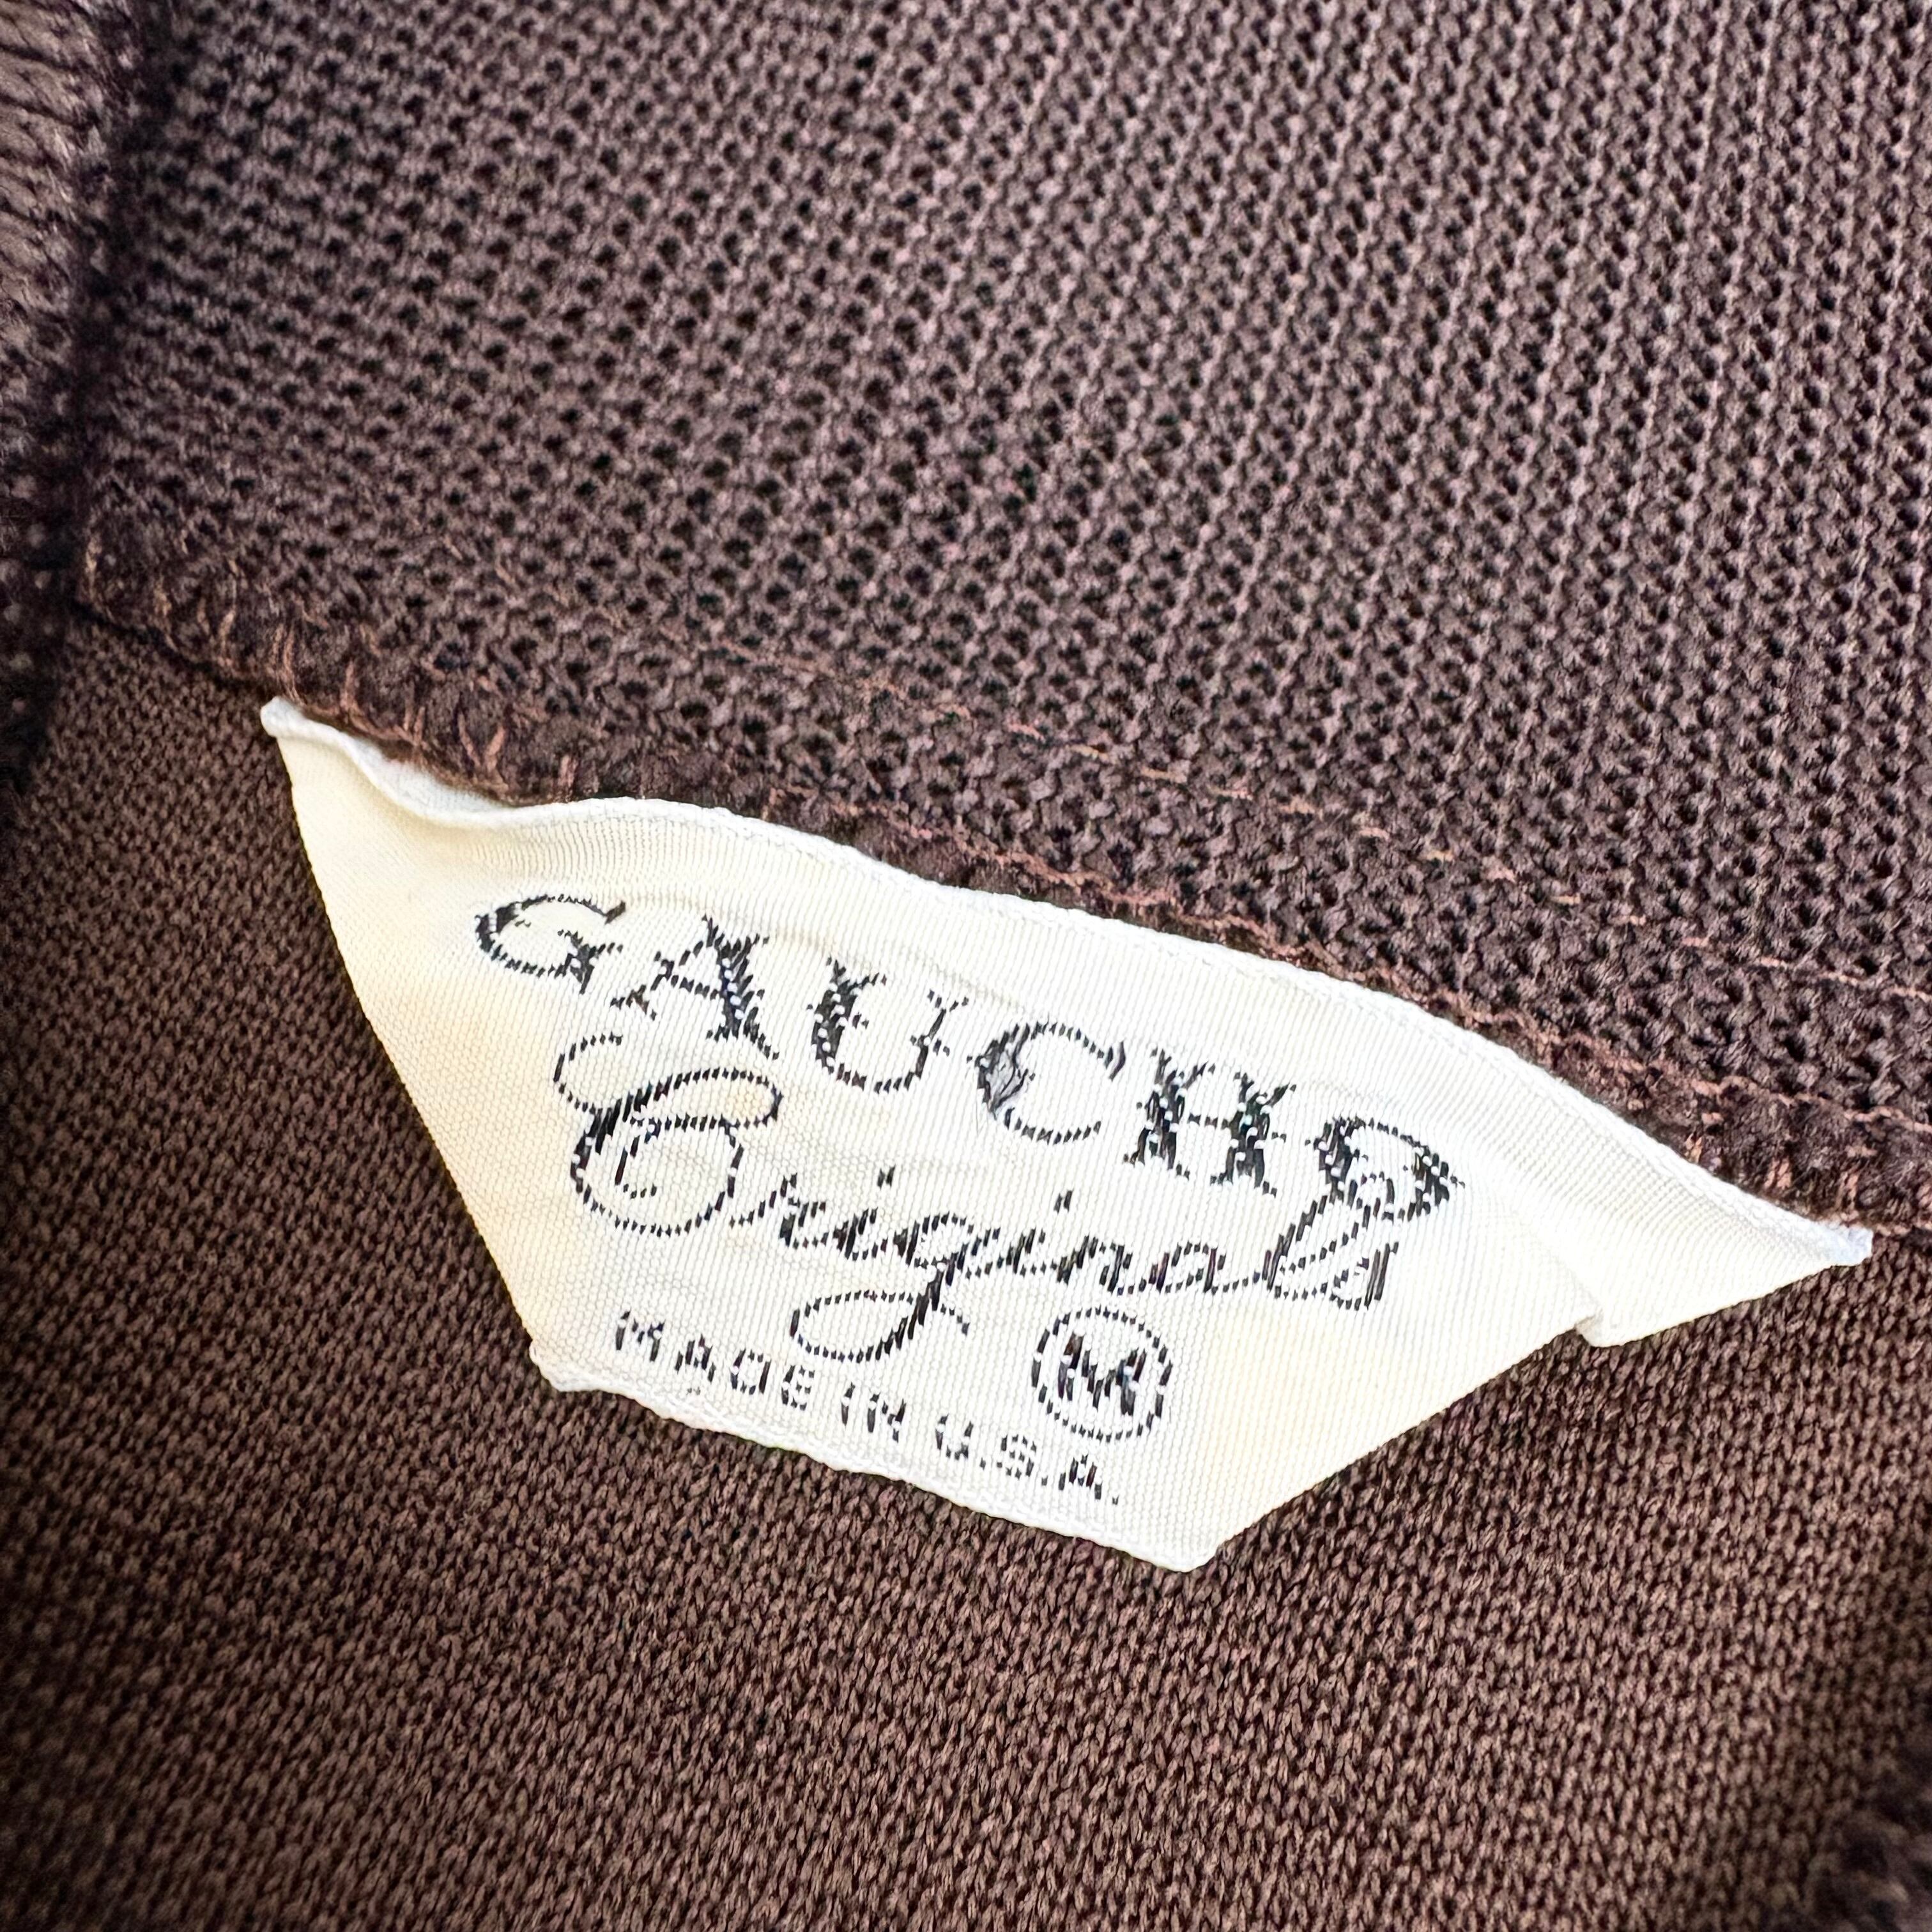 GAUCHO
Originals
M
MADE IN U.S.A.